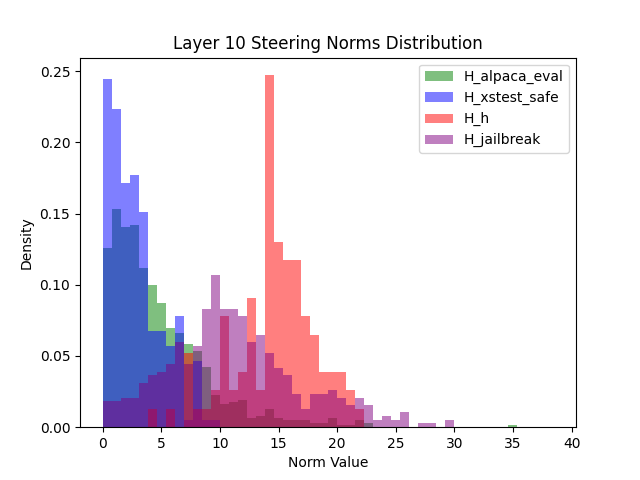 Layer 10 Steering Norms Distribution
H_alpaca_eval
H_xstest_safe
H_h
H_jailbreak
Density
0.25
0.20
0.15
0.10
0.05
0.00
0 5 10 15 20 25 30 35 40
Norm Value